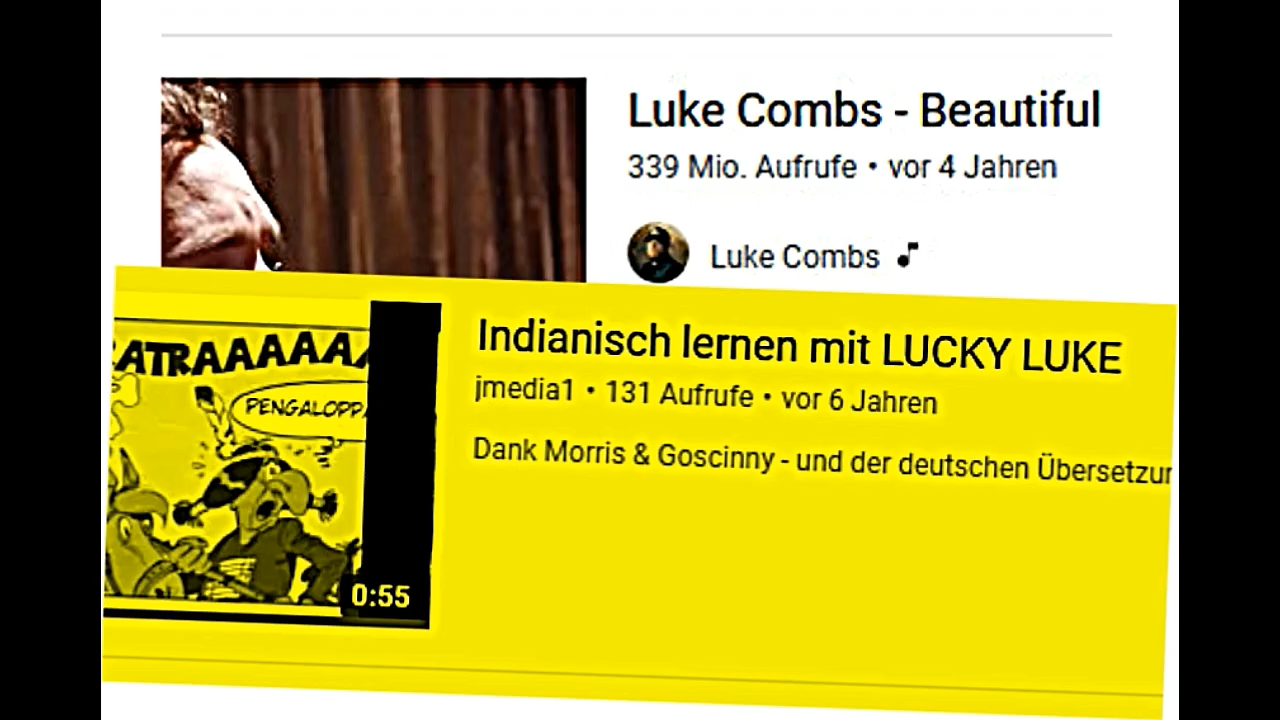 Luke Combs - Beautiful
339 Mio. Aufrufe • vor 4 Jahren
Luke Combs ♪
ATRAAAAAA
PENGALOPP
Indianisch lernen mit LUCKY LUKE
jmedia1 • 131 Aufrufe • vor 6 Jahren
Dank Morris & Goscinny - und der deutschen Übersetzur
0:55